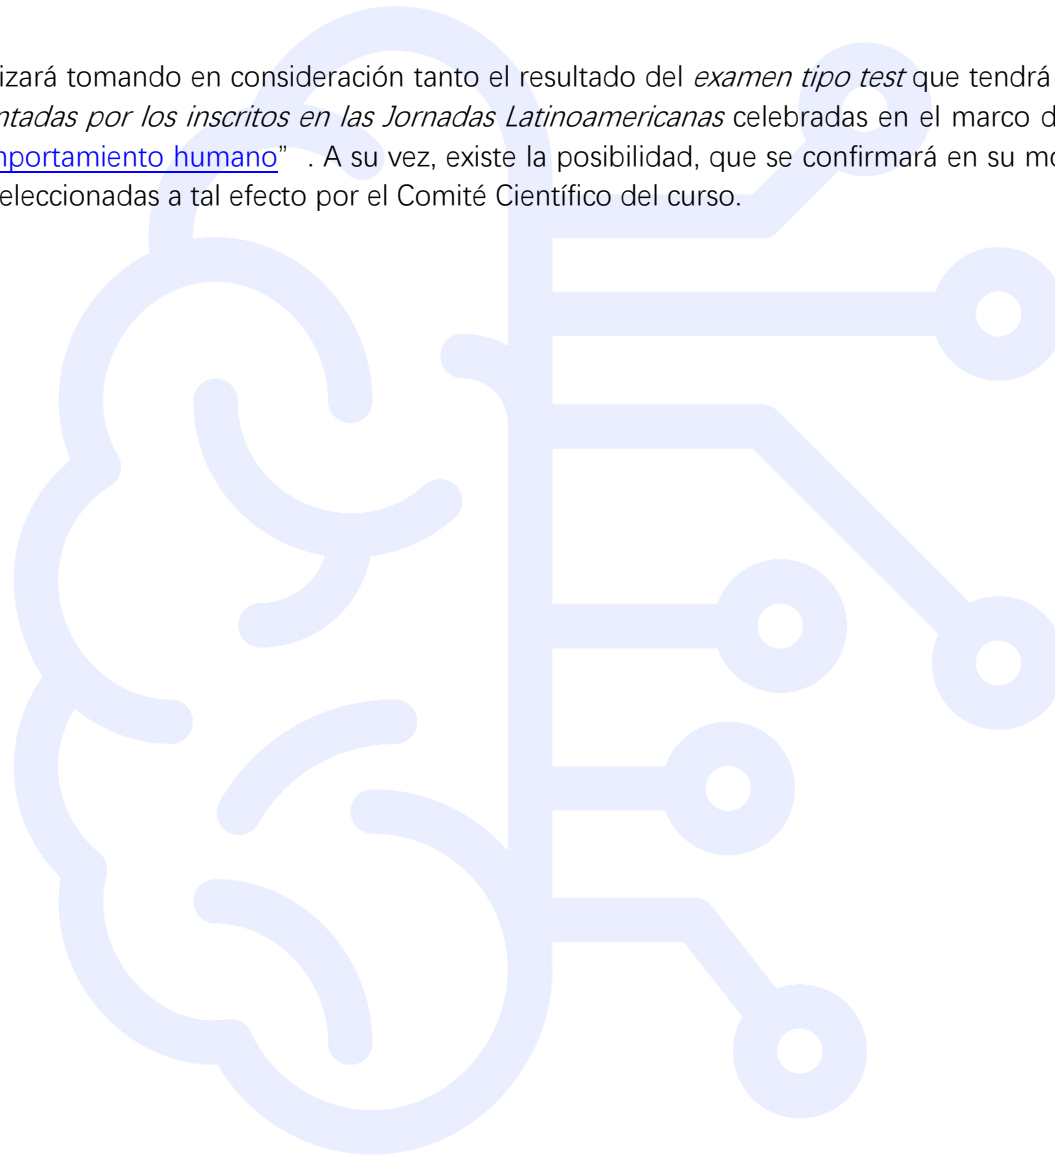 izará tomando en consideración tanto el resultado del examen tipo test que tendrá
ntadas por los inscritos en las Jornadas Latinoamericanas celebradas en el marco d
mportamiento humano” . A su vez, existe la posibilidad, que se confirmará en su mo
eleccionadas a tal efecto por el Comité Científico del curso.